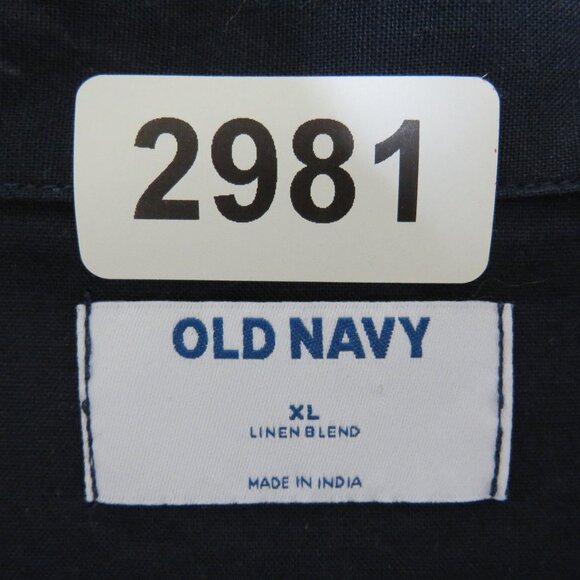 2981
OLD NAVY
XL
LINEN BLEND
MADE IN INDIA